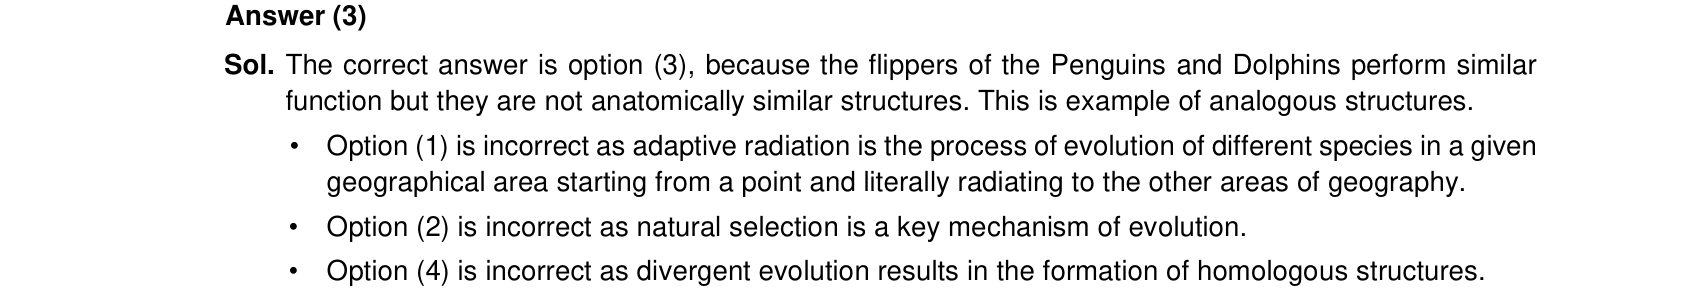 Answer (3)
Sol. The correct answer is option (3), because the flippers of the Penguins and Dolphins perform similar
function but they are not anatomically similar structures. This is example of analogous structures.
• Option (1) is incorrect as adaptive radiation is the process of evolution of different species in a given
geographical area starting from a point and literally radiating to the other areas of geography.
• Option (2) is incorrect as natural selection is a key mechanism of evolution.
• Option (4) is incorrect as divergent evolution results in the formation of homologous structures.